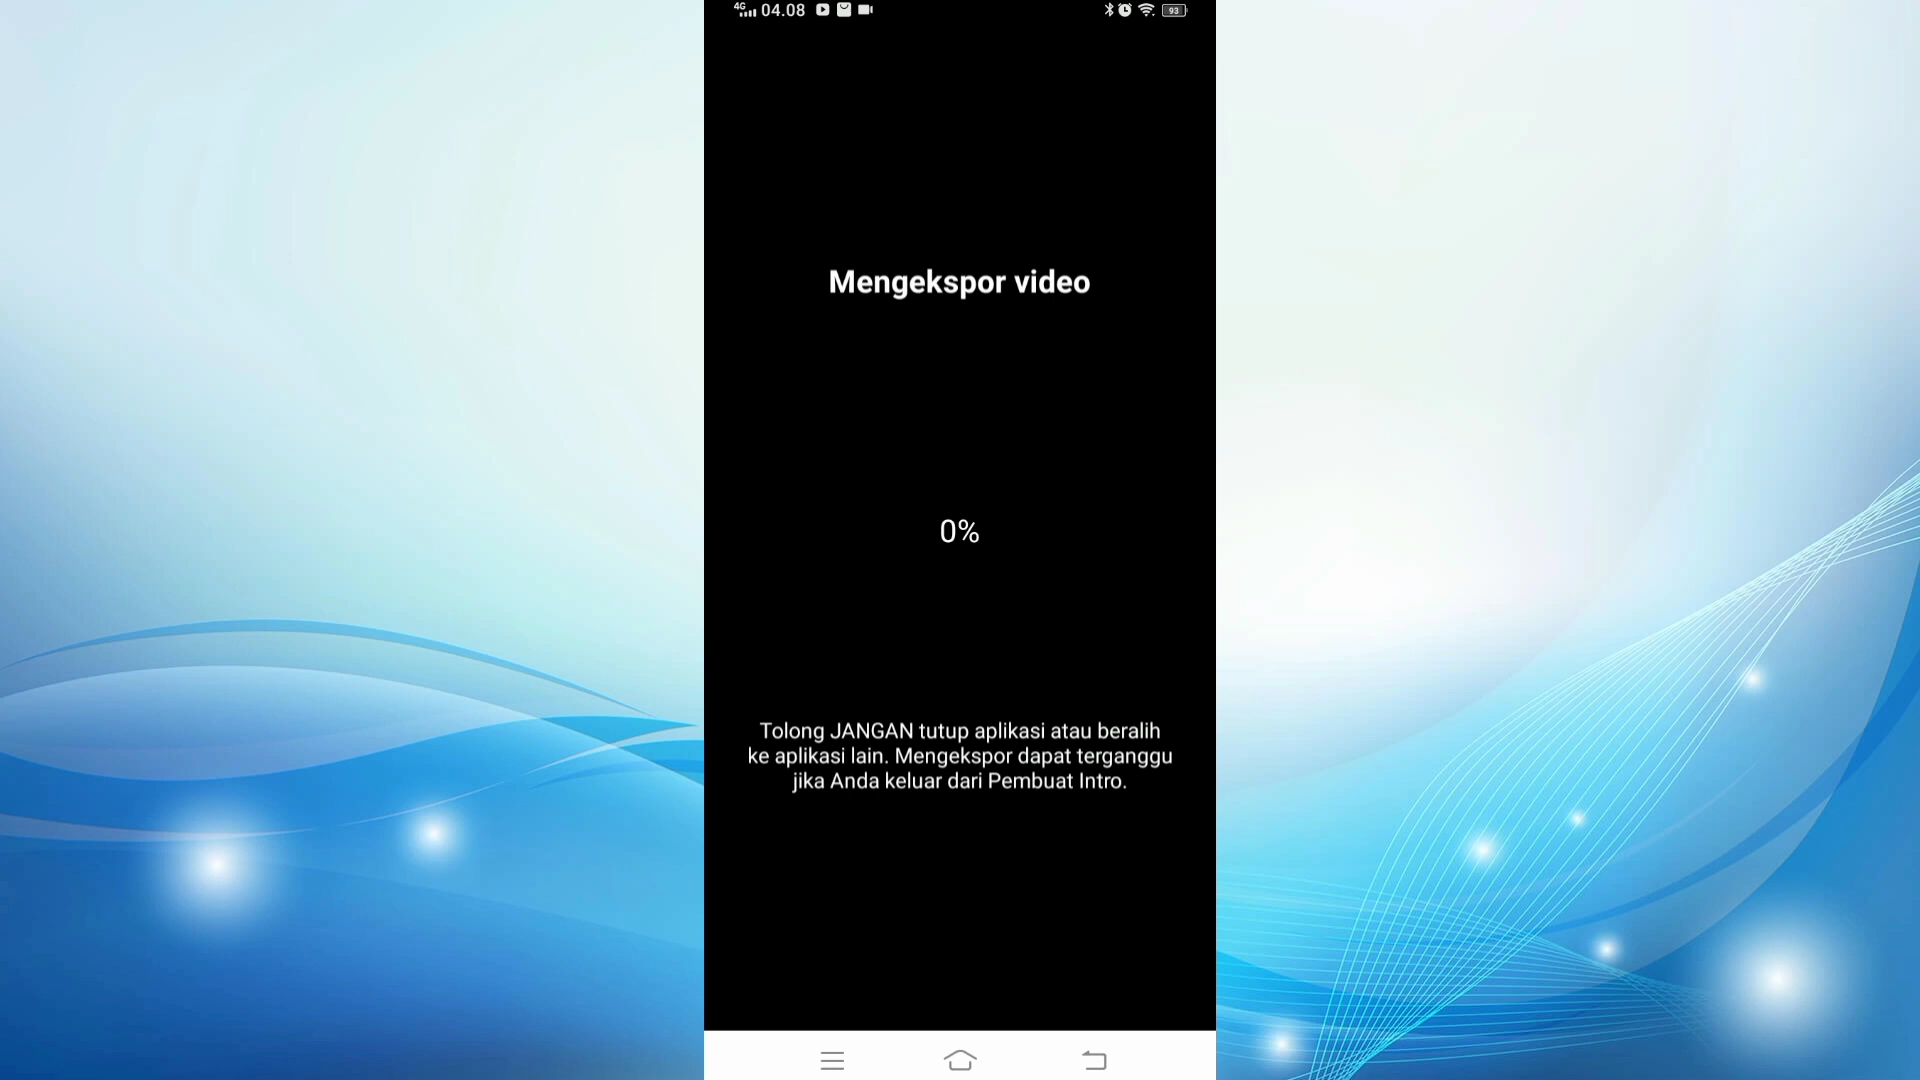 4G 04.08 93
Mengekspor video
0%
Tolong JANGAN tutup aplikasi atau beralih
ke aplikasi lain. Mengekspor dapat terganggu
jika Anda keluar dari Pembuat Intro.